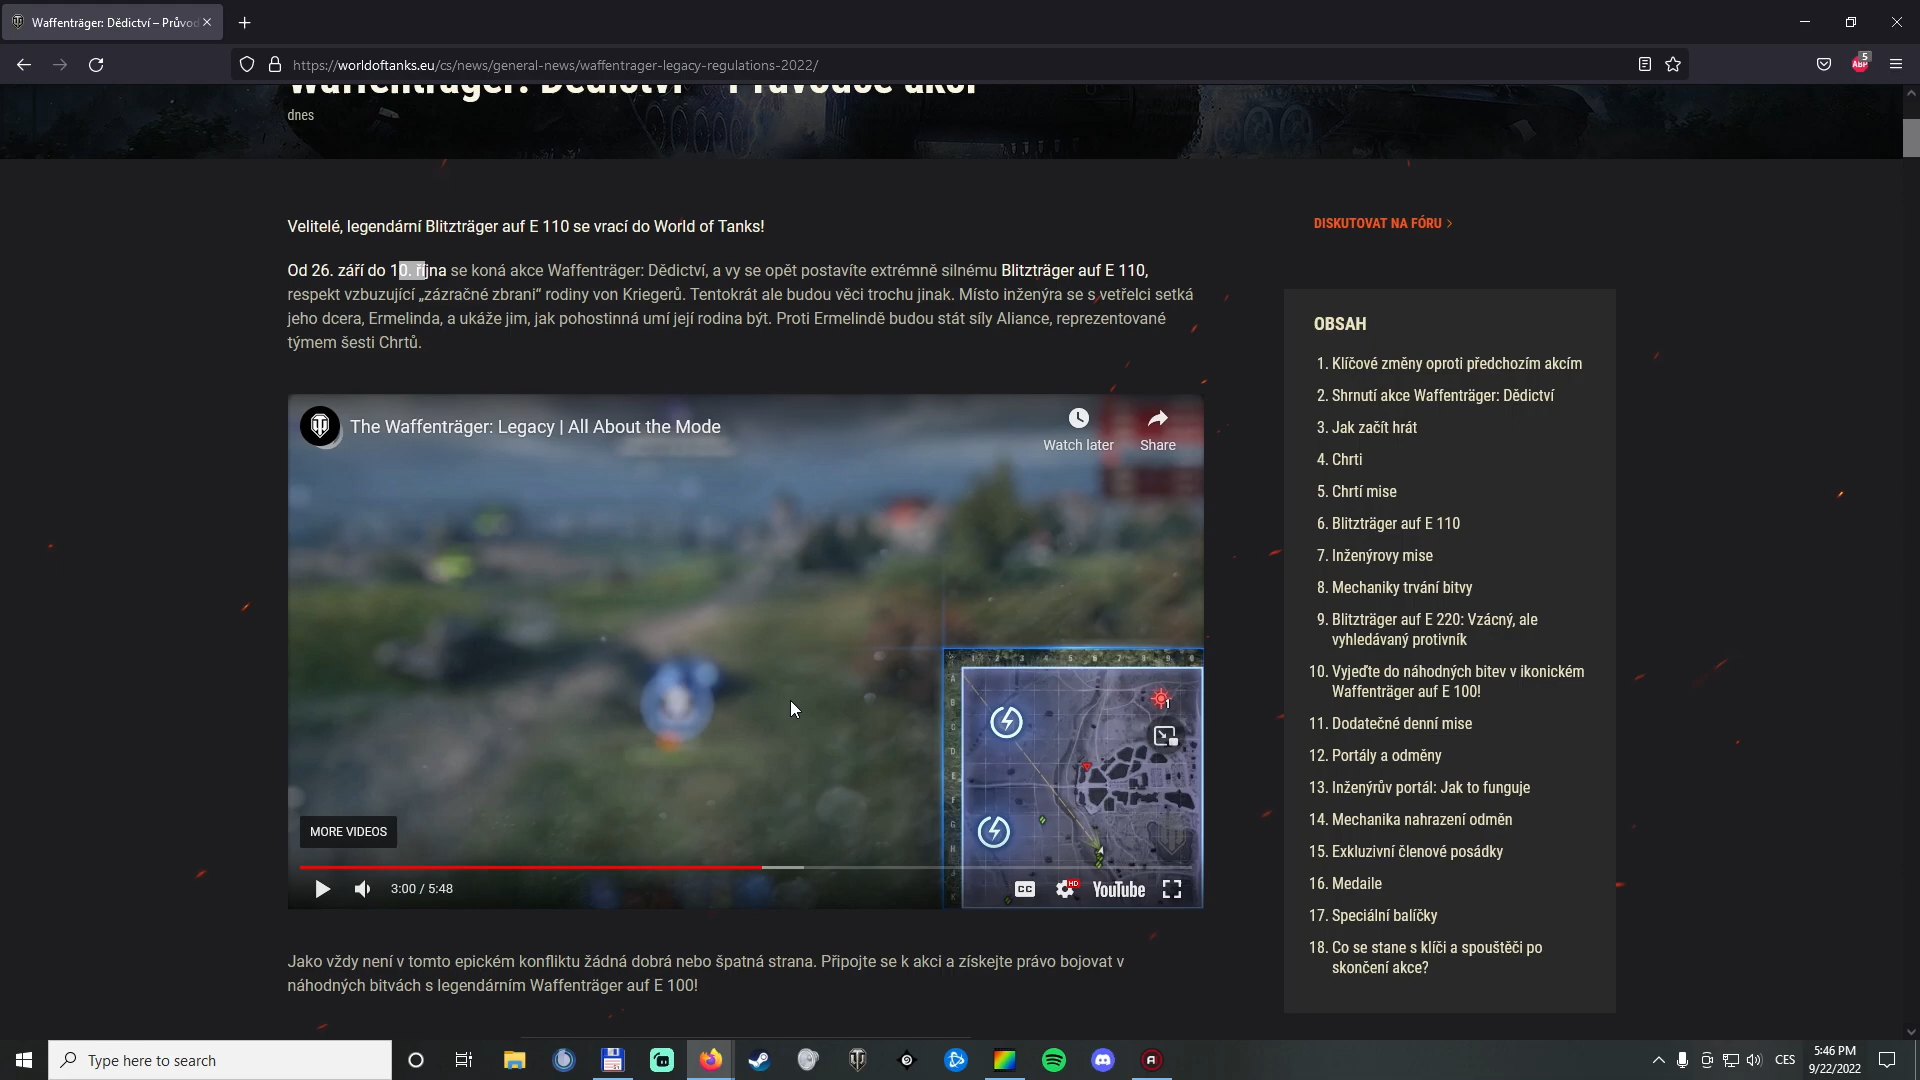 Waffenträger: Dědictví – Průvod
https://worldoftanks.eu/cs/news/general-news/waffentrager-legacy-regulations-2022/
5
ABP
Waffenträger: Dědictví – Průvodce akcí
dnes
Velitelé, legendární Blitzträger auf E 110 se vrací do World of Tanks!
Od 26. září do 10. října se koná akce Waffenträger: Dědictví, a vy se opět postavíte extrémně silnému Blitzträger auf E 110,
respekt vzbuzující „zázračné zbrani“ rodiny von Kriegerů. Tentokrát ale budou věci trochu jinak. Místo inženýra se s vetřelci setká
jeho dcera, Ermelinda, a ukáže jim, jak pohostinná umí její rodina být. Proti Ermelindě budou stát síly Aliance, reprezentované
týmem šesti Chrtů.
The Waffenträger: Legacy | All About the Mode
Watch later
Share
1
MORE VIDEOS
3:00 / 5:48
CC
HD
YouTube
Jako vždy není v tomto epickém konfliktu žádná dobrá nebo špatná strana. Připojte se k akci a získejte právo bojovat v
náhodných bitvách s legendárním Waffenträger auf E 100!
DISKUTOVAT NA FÓRU
OBSAH
1. Klíčové změny oproti předchozím akcím
2. Shrnutí akce Waffenträger: Dědictví
3. Jak začít hrát
4. Chrti
5. Chrtí mise
6. Blitzträger auf E 110
7. Inženýrovy mise
8. Mechaniky trvání bitvy
9. Blitzträger auf E 220: Vzácný, ale
vyhledávaný protivník
10. Vyjeďte do náhodných bitev v ikonickém
Waffenträger auf E 100!
11. Dodatečné denní mise
12. Portály a odměny
13. Inženýrův portál: Jak to funguje
14. Mechanika nahrazení odměn
15. Exkluzivní členové posádky
16. Medaile
17. Speciální balíčky
18. Co se stane s klíči a spouštěči po
skončení akce?
Type here to search
CES
5:46 PM
9/22/2022